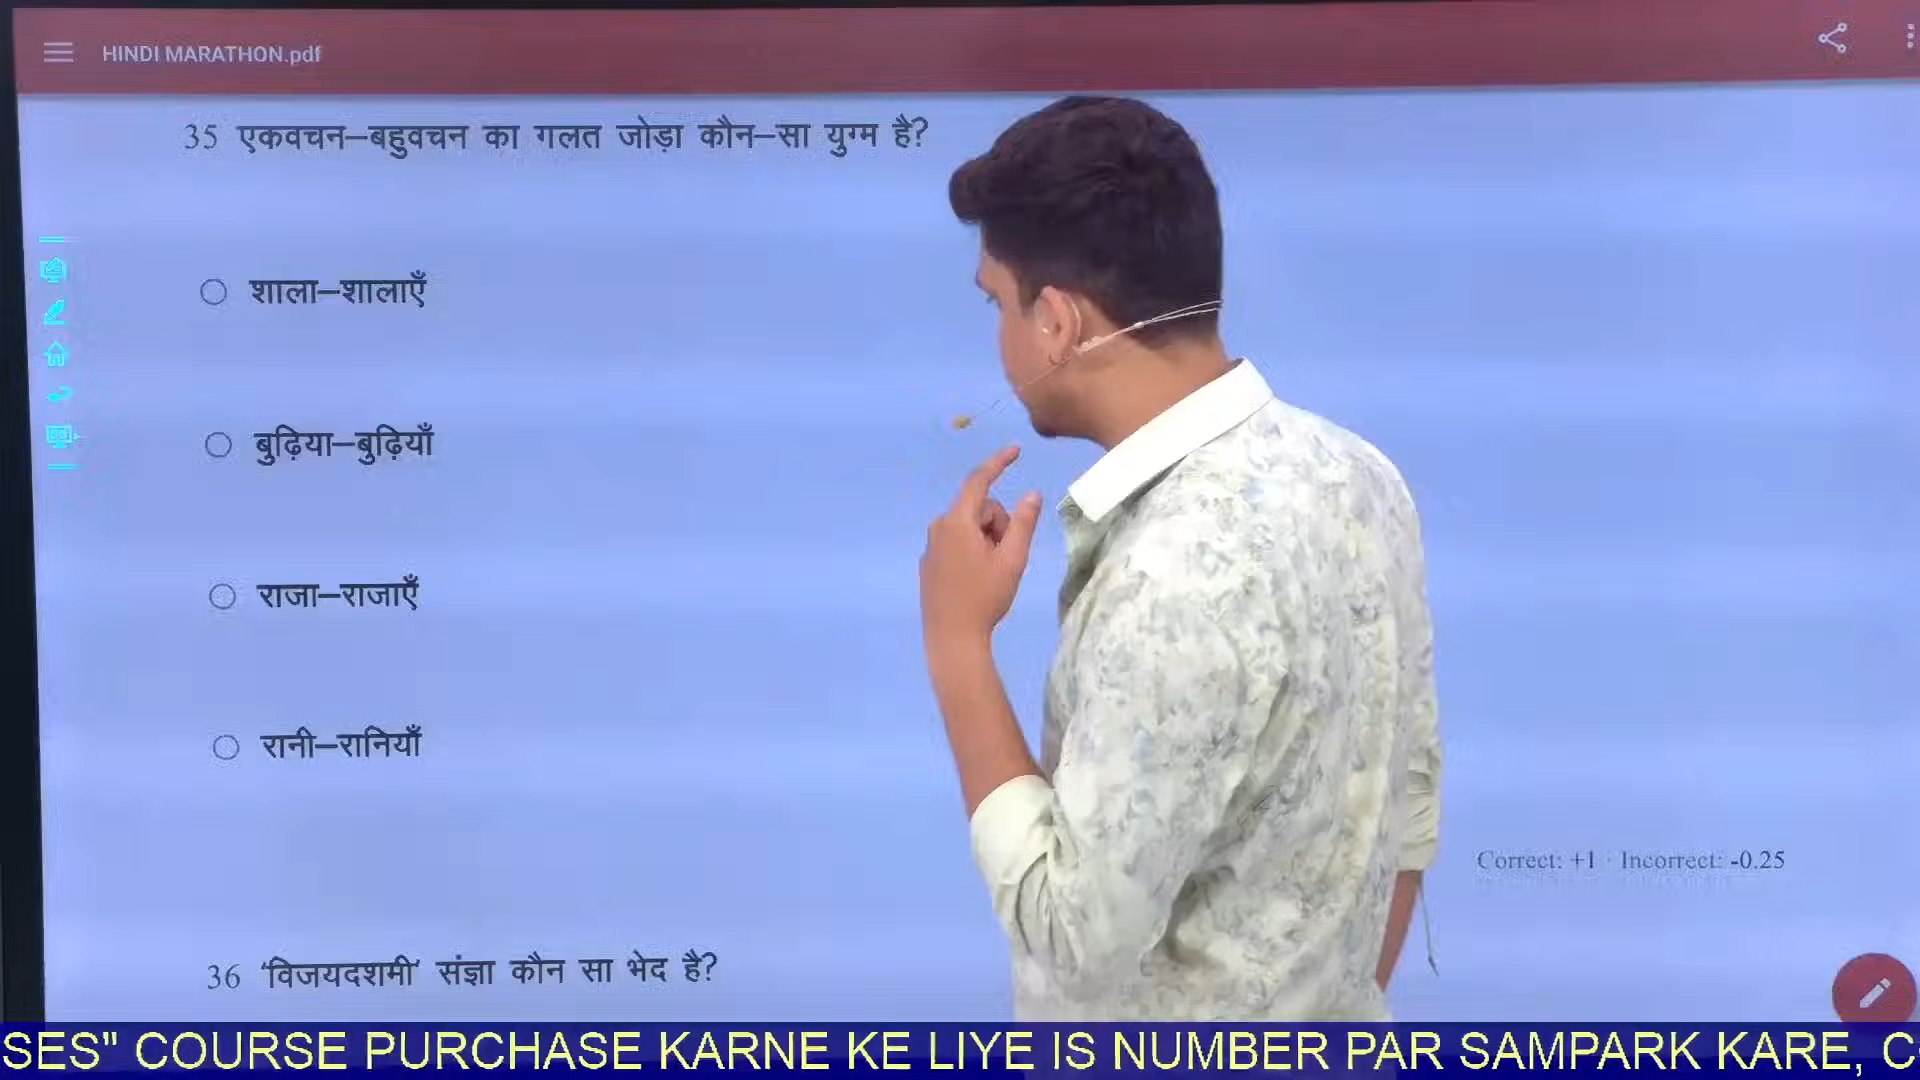 HINDI MARATHON.pdf
35 एकवचन–बहुवचन का गलत जोड़ा कौन–सा युग्म है?
शाला–शालाएँ
बुढ़िया–बुढ़ियाँ
राजा–राजाएँ
रानी–रानियाँ
Correct: +1 · Incorrect: -0.25
36 ‘विजयदशमी’ संज्ञा कौन सा भेद है?
SES" COURSE PURCHASE KARNE KE LIYE IS NUMBER PAR SAMPARK KARE,